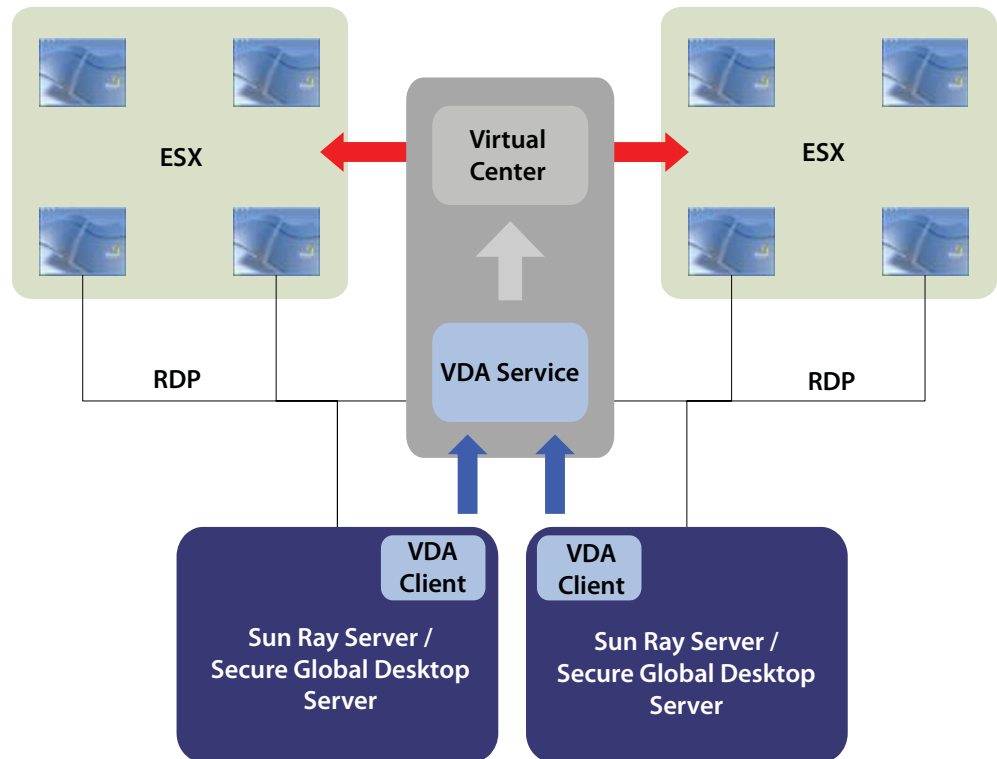 Virtual
Center
ESX
ESX
VDA Service
RDP
RDP
VDA
Client
VDA
Client
Sun Ray Server /
Secure Global Desktop
Server
Sun Ray Server /
Secure Global Desktop
Server